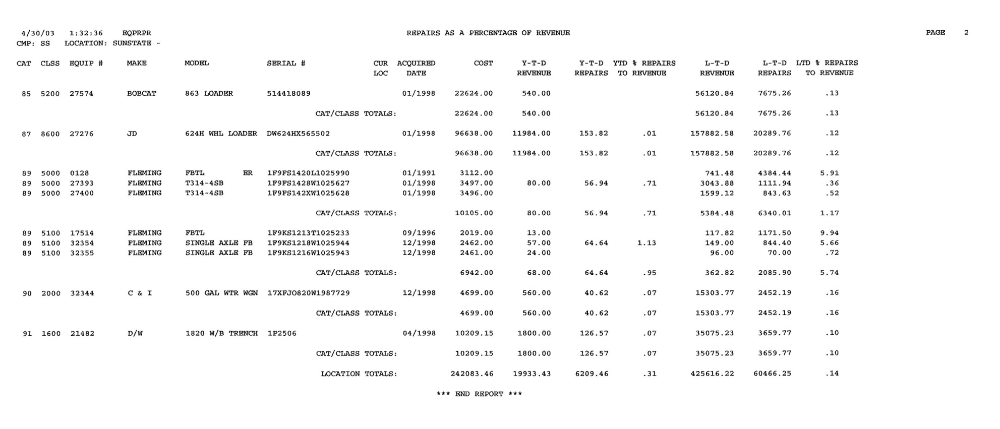 4/30/03 1:32:36 EQPRPR REPAIRS AS A PERCENTAGE OF REVENUE PAGE 2
CMP: SS LOCATION: SUNSTATE -
CAT CLSS EQUIP # MAKE MODEL SERIAL # CUR ACQUIRED COST Y-T-D Y-T-D YTD % REPAIRS L-T-D L-T-D LTD % REPAIRS
LOC DATE REVENUE REPAIRS TO REVENUE REVENUE REPAIRS TO REVENUE
85 5200 27574 BOBCAT 863 LOADER 514418089 01/1998 22624.00 540.00 56120.84 7675.26 .13
CAT/CLASS TOTALS: 22624.00 540.00 56120.84 7675.26 .13
87 8600 27276 JD 624H WHL LOADER DW624HX565502 01/1998 96638.00 11984.00 153.82 .01 157882.58 20289.76 .12
CAT/CLASS TOTALS: 96638.00 11984.00 153.82 .01 157882.58 20289.76 .12
89 5000 0128 FLEMING FBTL ER 1F9FS1420L1025990 01/1991 3112.00 741.48 4384.44 5.91
89 5000 27393 FLEMING T314-4SB 1F9FS1428W1025627 01/1998 3497.00 80.00 56.94 .71 3043.88 1111.94 .36
89 5000 27400 FLEMING T314-4SB 1F9FS142XW1025628 01/1998 3496.00 1599.12 843.63 .52
CAT/CLASS TOTALS: 10105.00 80.00 56.94 .71 5384.48 6340.01 1.17
89 5100 17514 FLEMING FBTL 1F9KS1213T1025233 09/1996 2019.00 13.00 117.82 1171.50 9.94
89 5100 32354 FLEMING SINGLE AXLE FB 1F9KS1218W1025944 12/1998 2462.00 57.00 64.64 1.13 149.00 844.40 5.66
89 5100 32355 FLEMING SINGLE AXLE FB 1F9KS1216W1025943 12/1998 2461.00 24.00 96.00 70.00 .72
CAT/CLASS TOTALS: 6942.00 68.00 64.64 .95 362.82 2085.90 5.74
90 2000 32344 C & I 500 GAL WTR WGN 17XFJO820W1987729 12/1998 4699.00 560.00 40.62 .07 15303.77 2452.19 .16
CAT/CLASS TOTALS: 4699.00 560.00 40.62 .07 15303.77 2452.19 .16
91 1600 21482 D/W 1820 W/B TRENCH 1P2506 04/1998 10209.15 1800.00 126.57 .07 35075.23 3659.77 .10
CAT/CLASS TOTALS: 10209.15 1800.00 126.57 .07 35075.23 3659.77 .10
LOCATION TOTALS: 242083.46 19933.43 6209.46 .31 425616.22 60466.25 .14
*** END REPORT ***